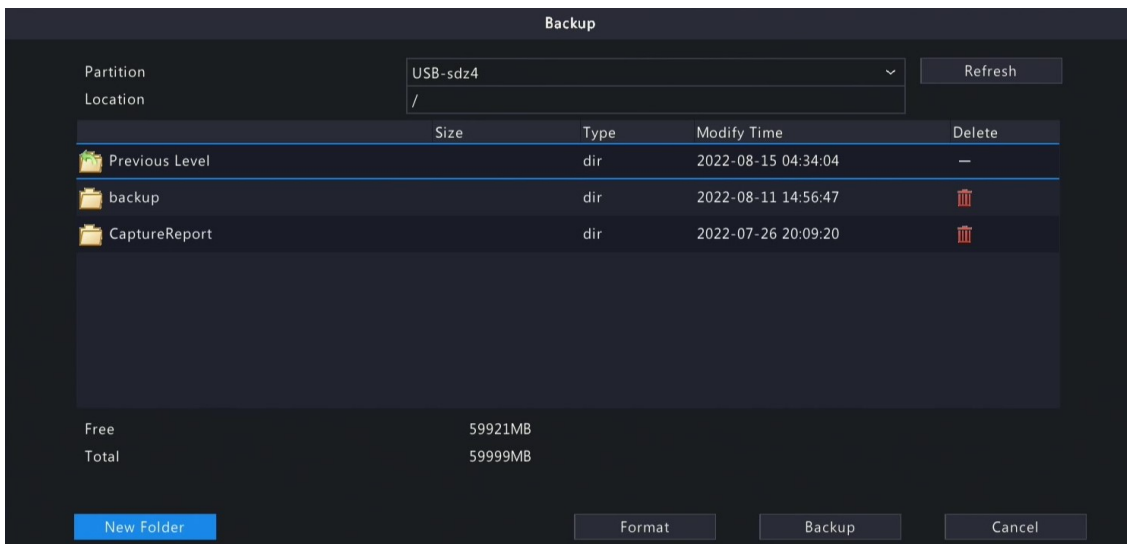 Backup
Partition USB-sdz4 Refresh
Location /
Size Type Modify Time Delete
Previous Level dir 2022-08-15 04:34:04 —
backup dir 2022-08-11 14:56:47
CaptureReport dir 2022-07-26 20:09:20
Free 59921MB
Total 59999MB
New Folder Format Backup Cancel